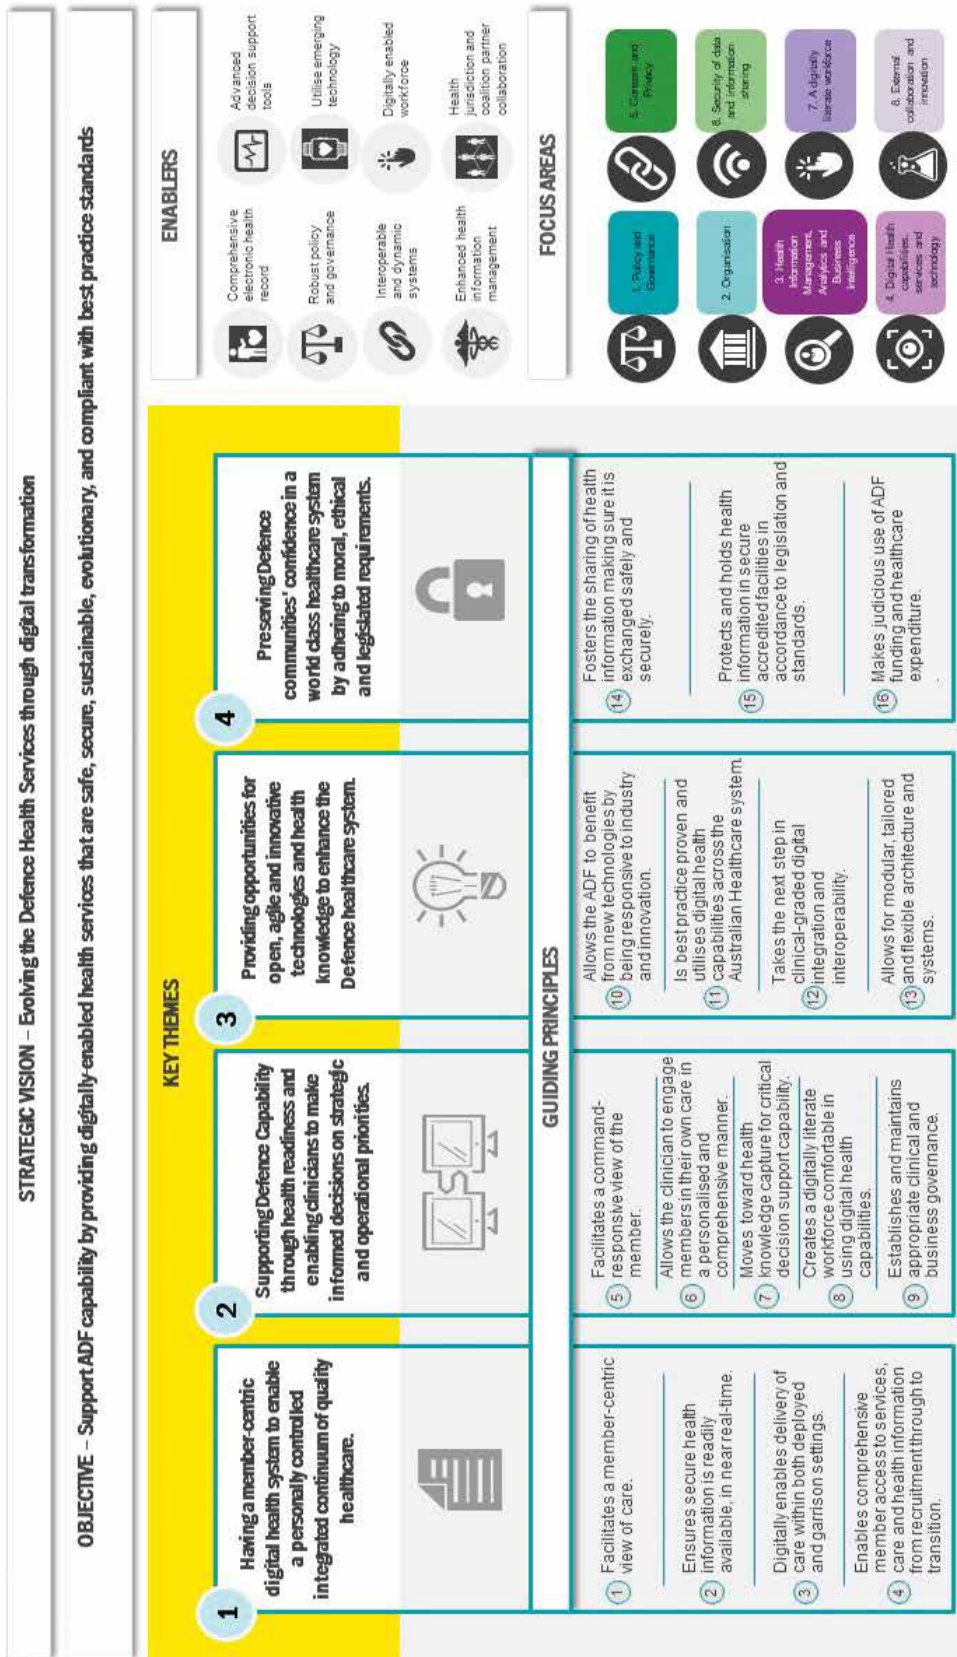 STRATEGIC VISION – Evolving the Defence Health Services through digital transformation
OBJECTIVE – Support ADF capability by providing digitally-enabled health services that are safe, secure, sustainable, evolutionary, and compliant with best practice standards
KEY THEMES
1
Having a member-centric
digital health system to enable
a personally controlled
integrated continuum of quality
healthcare.
2
Supporting Defence Capability
through health readiness and
enabling clinicians to make
informed decisions on strategic
and operational priorities.
3
Providing opportunities for
open, agile and innovative
technologies and health
knowledge to enhance the
Defence healthcare system.
4
Preserving Defence
communities' confidence in a
world class healthcare system
by adhering to moral, ethical
and legislated requirements.
GUIDING PRINCIPLES
1 Facilitates a member-centric
view of care.
Ensures secure health
2 information is readily
available, in near real-time.
Digitally enables delivery of
3 care within both deployed
and garrison settings.
Enables comprehensive
member access to services,
4 care and health information
from recruitment through to
transition.
Facilitates a command-
5 responsive view of the
member.
Allows the clinician to engage
6 members in their own care in
a personalised and
comprehensive manner.
Moves toward health
7 knowledge capture for critical
decision support capability.
Creates a digitally literate
workforce comfortable in
8 using digital health
capabilities.
Establishes and maintains
9 appropriate clinical and
business governance.
Allows the ADF to benefit
from new technologies by
10 being responsive to industry
and innovation.
Is best practice proven and
utilises digital health
11 capabilities across the
Australian Healthcare system.
Takes the next step in
clinical-graded digital
12 integration and
interoperability.
Allows for modular, tailored
13 and flexible architecture and
systems.
Fosters the sharing of health
information making sure it is
14 exchanged safely and
securely.
Protects and holds health
information in secure
15 accredited facilities in
accordance to legislation and
standards.
16 Makes judicious use of ADF
funding and healthcare
expenditure.
.
ENABLERS
Comprehensive
electronic health
record
Advanced
decision support
tools
Robust policy
and governance
Utilise emerging
technology
Interoperable
and dynamic
systems
Digitally enabled
workforce
Enhanced health
information
management
Health
jurisdiction and
coalition partner
collaboration
FOCUS AREAS
1. Policy and
Governance
5. Consent and
Privacy
2. Organisation
6. Security of data
and information
sharing
3. Health
Information
Management,
Analytics and
Business
Intelligence
7. A digitally
literate workforce
4. Digital Health
capabilities,
services and
technology
8. External
collaboration and
innovation